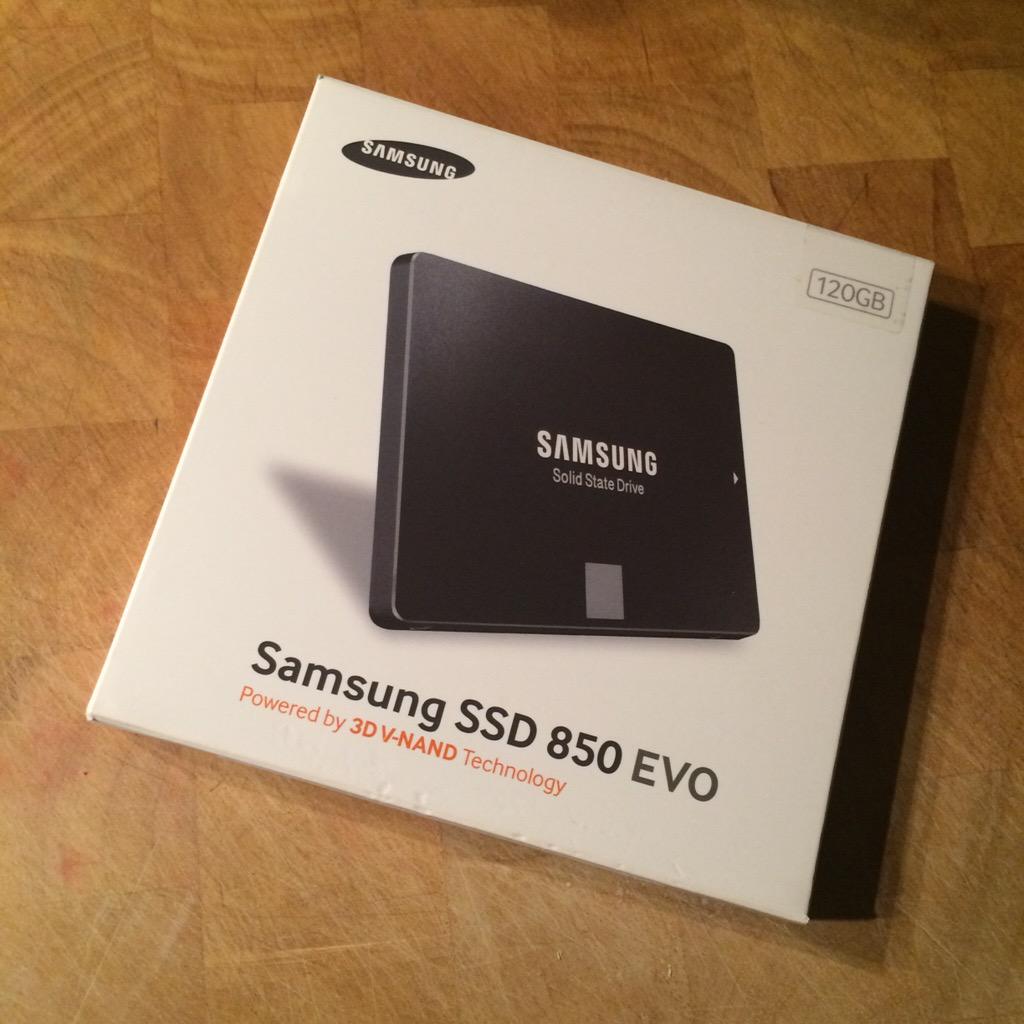 SAMSUNG
120GB
SAMSUNG
Solid State Drive
Samsung SSD 850 EVO
Powered by 3D V-NAND Technology